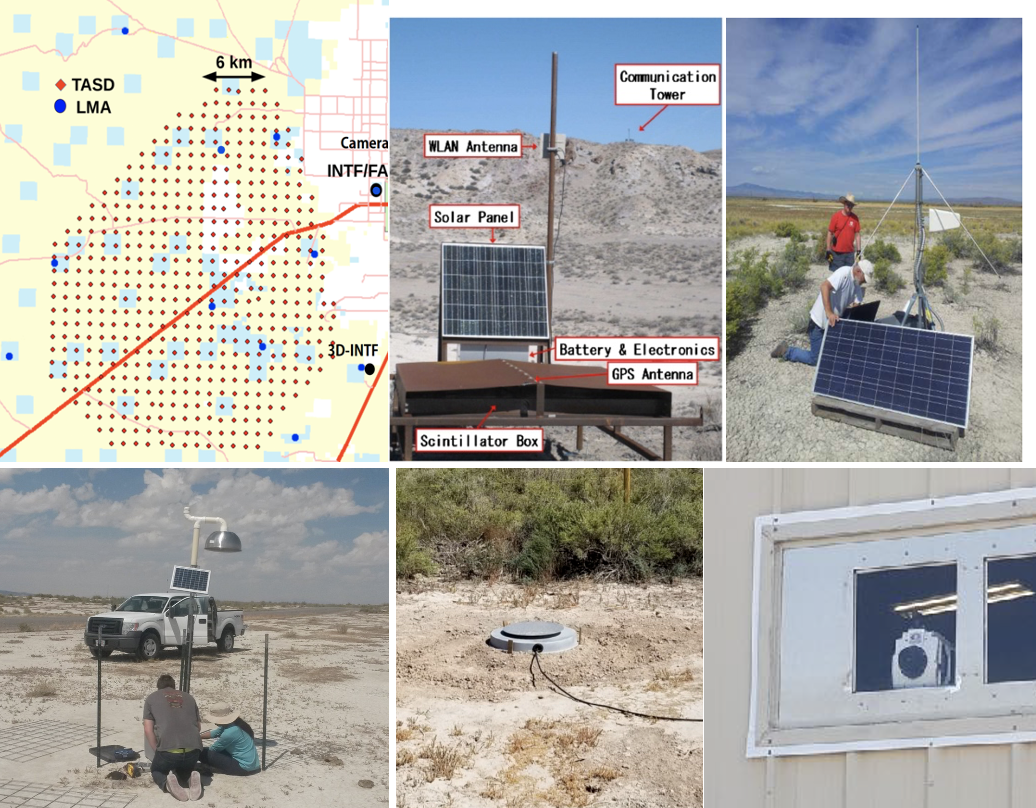 6 km
TASD
LMA
Camera
INTF/FA
3D-INTF
Communication
Tower
WLAN Antenna
Solar Panel
Battery & Electronics
GPS Antenna
Scintillator Box